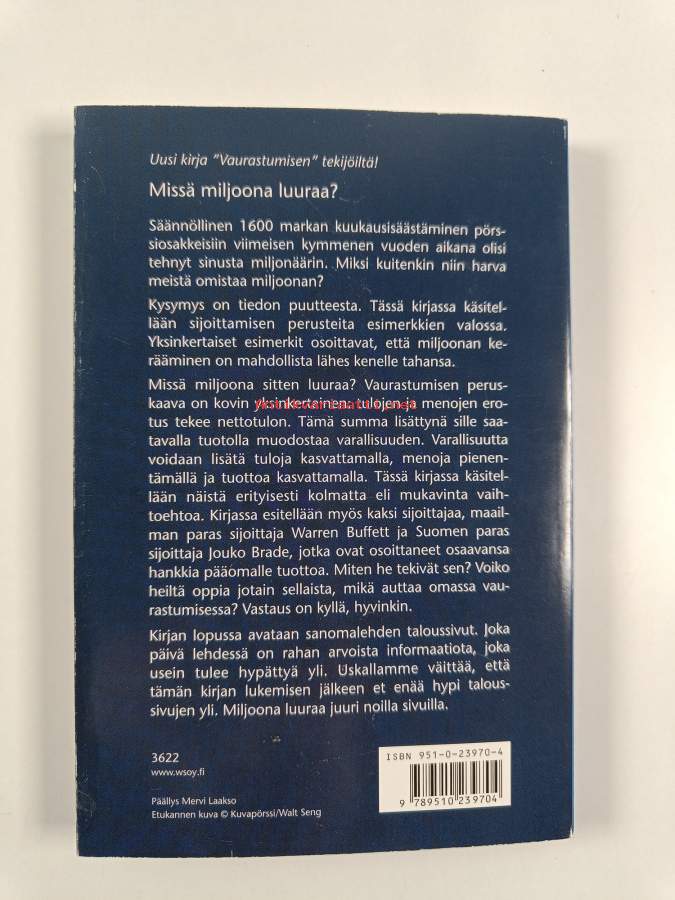 Uusi kirja "Vaurastumisen" tekijöiltä!
Missä miljoona luuraa?
Säännöllinen 1600 markan kuukausisäästäminen pörs-
siosakkeisiin viimeisen kymmenen vuoden aikana olisi
tehnyt sinusta miljonäärin. Miksi kuitenkin niin harva
meistä omistaa miljoonan?
Kysymys on tiedon puutteesta. Tässä kirjassa käsitel-
lään sijoittamisen perusteita esimerkkien valossa.
Yksinkertaiset esimerkit osoittavat, että miljoonan ke-
rääminen on mahdollista lähes kenelle tahansa.
Missä miljoona sitten luuraa? Vaurastumisen perus-
kaava on kovin yksinkertainen: tulojen ja menojen ero-
tus tekee nettotulon. Tämä summa lisättynä sille saa-
tavalla tuotolla muodostaa varallisuuden. Varallisuutta
voidaan lisätä tuloja kasvattamalla, menoja pienen-
tämällä ja tuottoa kasvattamalla. Tässä kirjassa käsitel-
lään näistä erityisesti kolmatta eli mukavinta vaih-
toehtoa. Kirjassa esitellään myös kaksi sijoittajaa, maail-
man paras sijoittaja Warren Buffett ja Suomen paras
sijoittaja Jouko Brade, jotka ovat osoittaneet osaavansa
hankkia pääomalle tuottoa. Miten he tekivät sen? Voiko
heiltä oppia jotain sellaista, mikä auttaa omassa vau-
rastumisessa? Vastaus on kyllä, hyvinkin.
Kirjan lopussa avataan sanomalehden taloussivut. Joka
päivä lehdessä on rahan arvoista informaatiota, joka
usein tulee hypättyä yli. Uskallamme väittää, että
tämän kirjan lukemisen jälkeen et enää hypi talous-
sivujen yli. Miljoona luuraa juuri noilla sivuilla.
3622
www.wsoy.fi
Päällys Mervi Laakso
Etukannen kuva © Kuvapörssi/Walt Seng
ISBN 951-0-23970-4
9 789510 239704